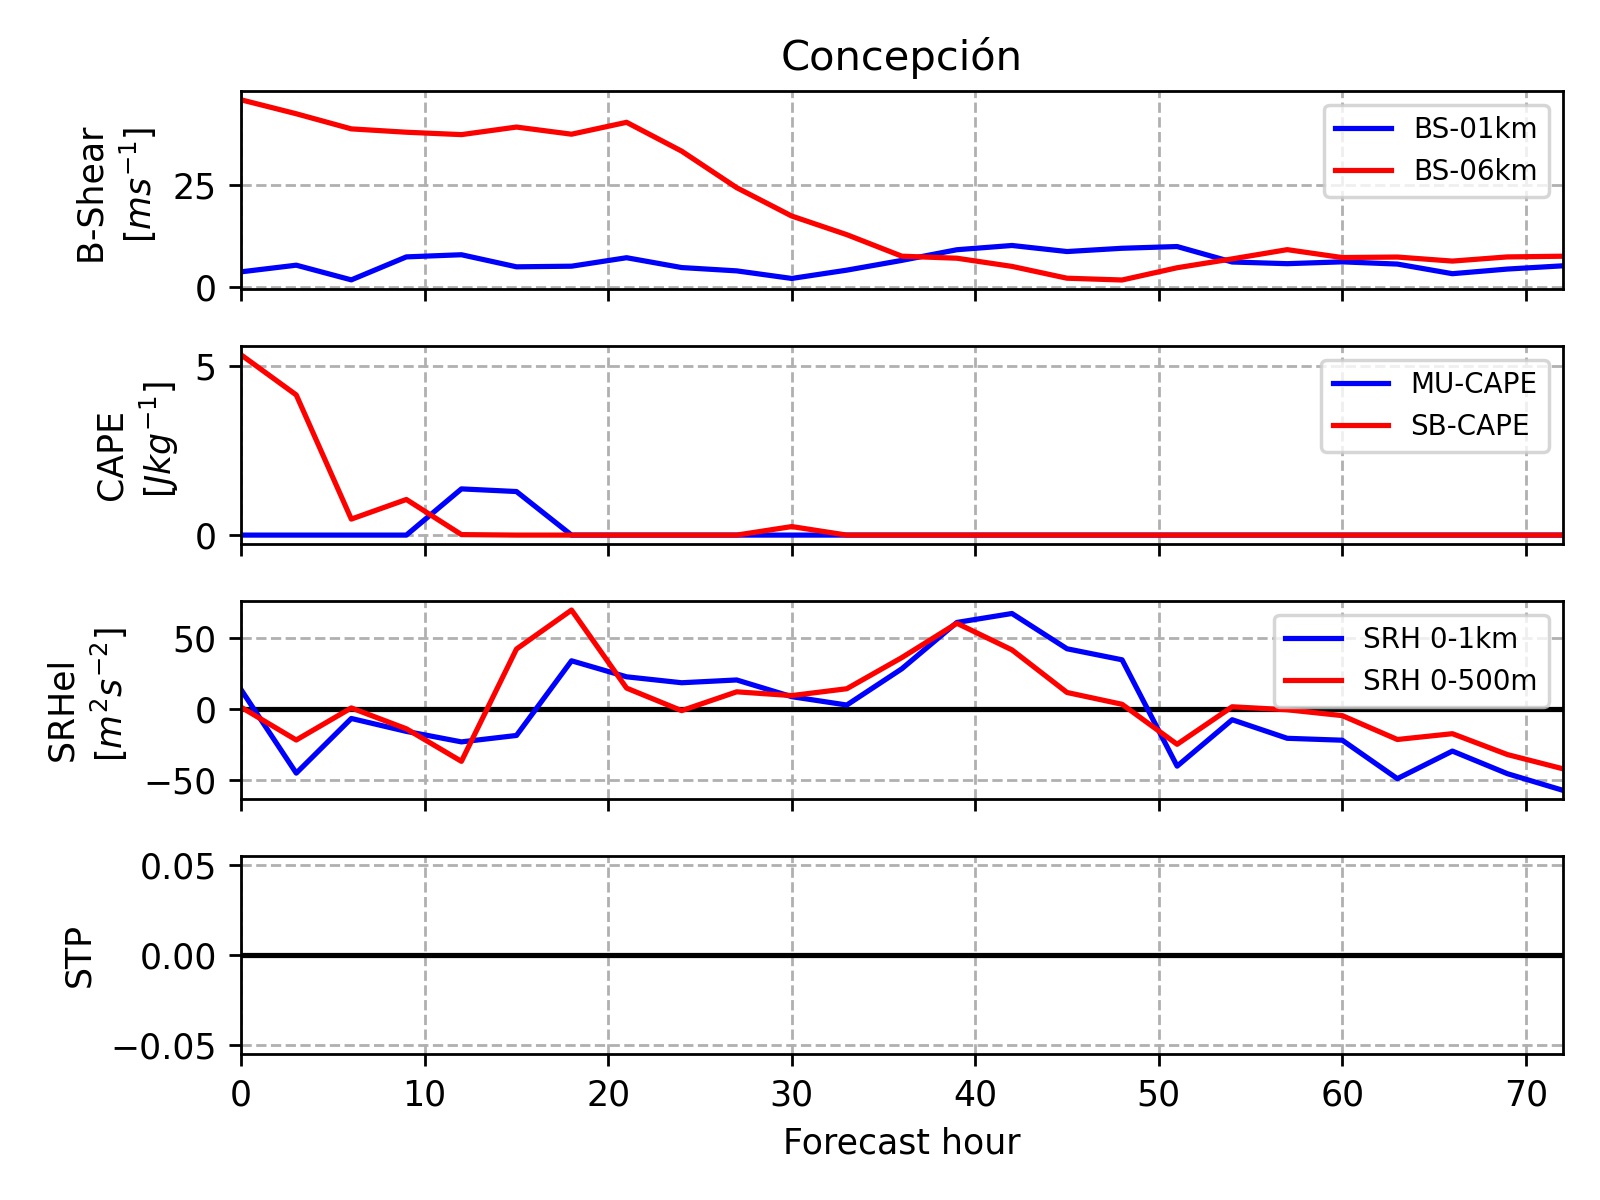 Concepción
B-Shear
[ms⁻¹]
25
0
BS-01km
BS-06km
CAPE
[Jkg⁻¹]
5
0
MU-CAPE
SB-CAPE
SRHel
[m²s⁻²]
50
0
−50
SRH 0-1km
SRH 0-500m
STP
0.05
0.00
−0.05
0 10 20 30 40 50 60 70
Forecast hour